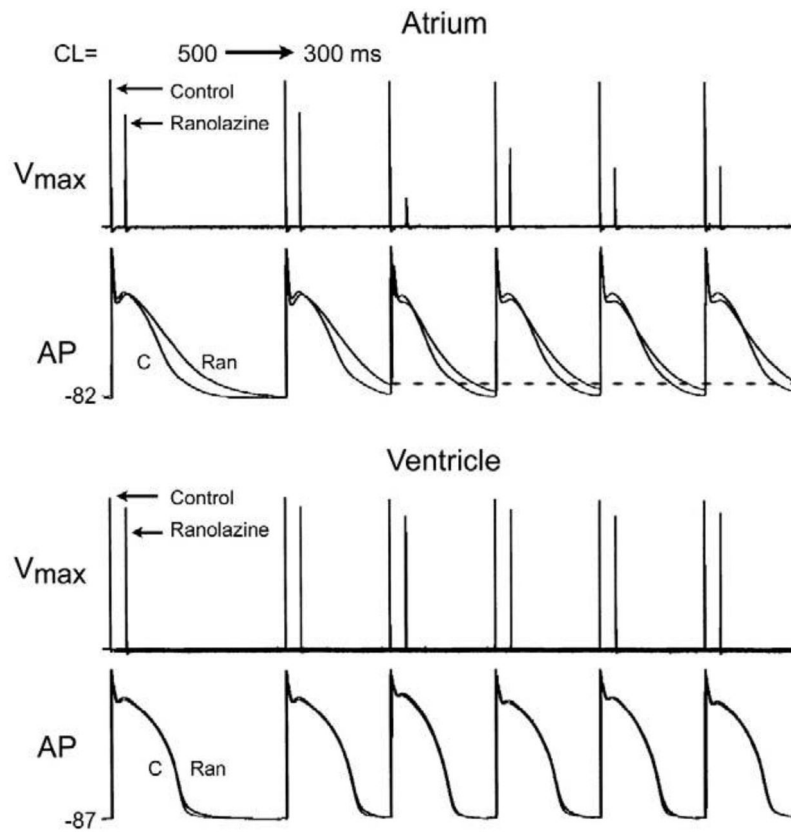 Atrium
CL= 500 300 ms
Control
Ranolazine
Vmax
AP
C Ran
-82
Ventricle
Control
Ranolazine
Vmax
AP
C Ran
-87